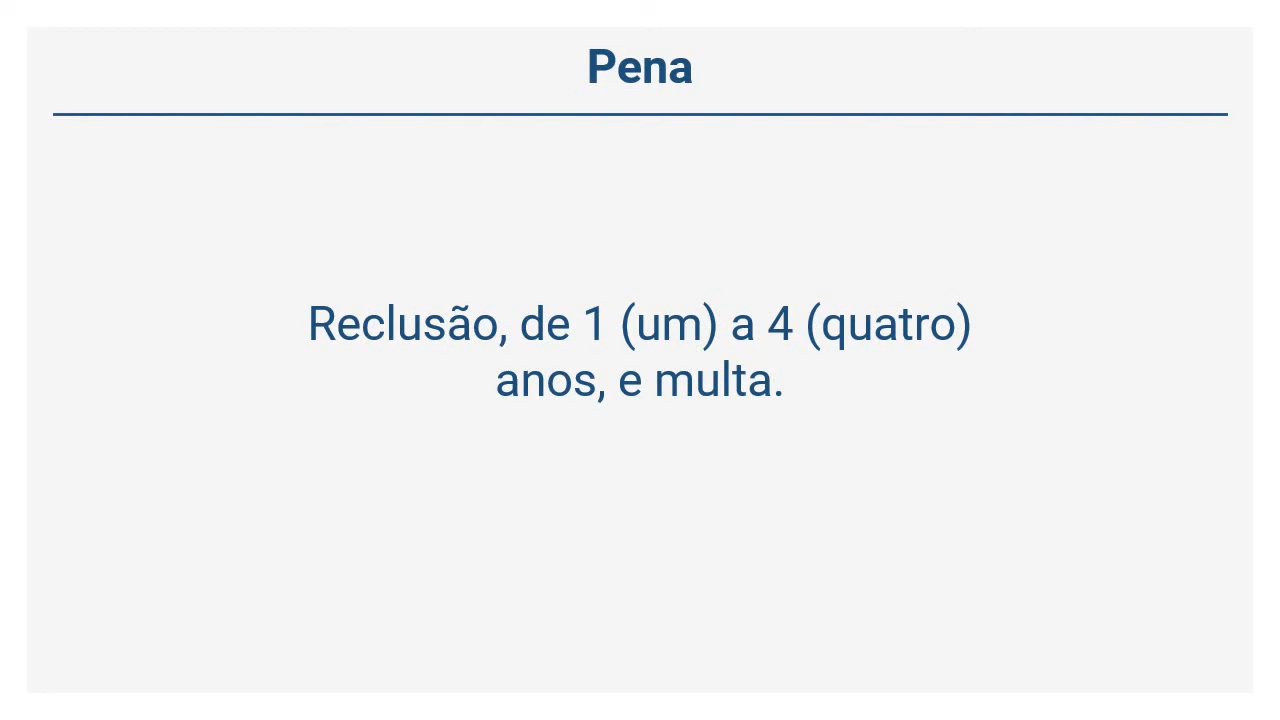 Pena
Reclusão, de 1 (um) a 4 (quatro)
anos, e multa.